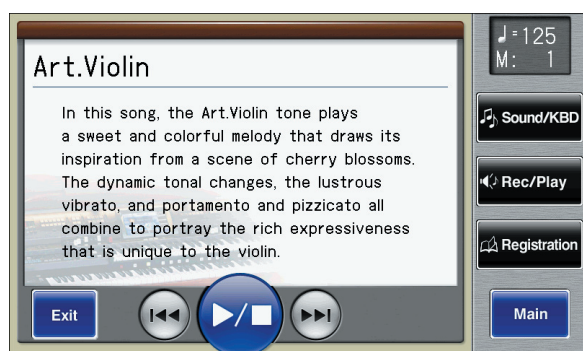 Art.Violin
In this song, the Art.Violin tone plays
a sweet and colorful melody that draws its
inspiration from a scene of cherry blossoms.
The dynamic tonal changes, the lustrous
vibrato, and portamento and pizzicato all
combine to portray the rich expressiveness
that is unique to the violin.
Exit
♩=125
M: 1
Sound/KBD
Rec/Play
Registration
Main